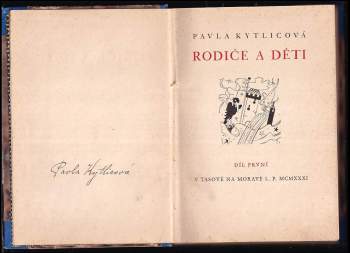 Pavla Kytlicová
PAVLA KYTLICOVÁ
RODIČE A DĚTI
DÍL PRVNÍ
V TASOVĚ NA MORAVĚ L. P. MCMXXXI